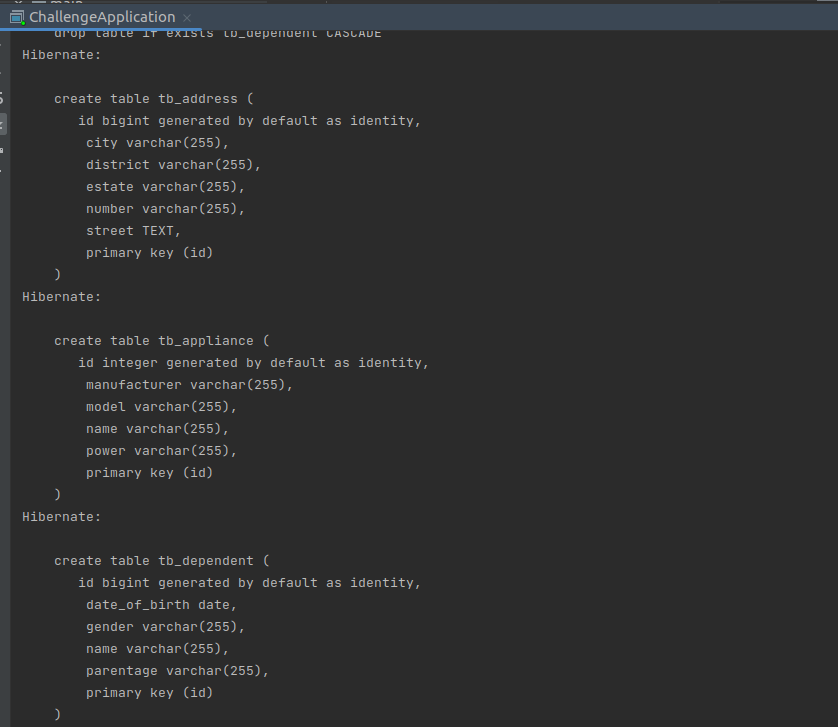 ChallengeApplication
drop table if exists tb_dependent CASCADE
Hibernate:
create table tb_address (
id bigint generated by default as identity,
city varchar(255),
district varchar(255),
estate varchar(255),
number varchar(255),
street TEXT,
primary key (id)
)
Hibernate:
create table tb_appliance (
id integer generated by default as identity,
manufacturer varchar(255),
model varchar(255),
name varchar(255),
power varchar(255),
primary key (id)
)
Hibernate:
create table tb_dependent (
id bigint generated by default as identity,
date_of_birth date,
gender varchar(255),
name varchar(255),
parentage varchar(255),
primary key (id)
)